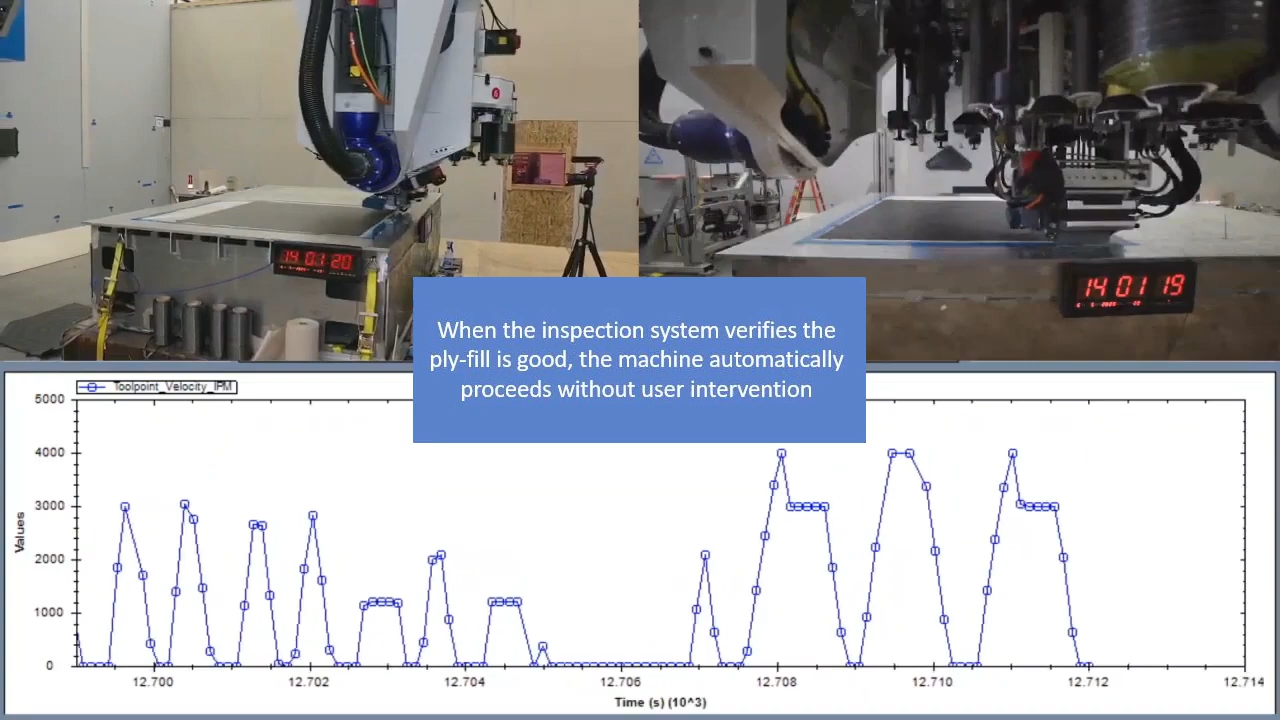 14 01 20
14 01 19
When the inspection system verifies the
ply-fill is good, the machine automatically
proceeds without user intervention
Toolpoint_Velocity_IPM
5000
4000
3000
2000
1000
0
Values
12.700
12.702
12.704
12.706
12.708
12.710
12.712
12.714
Time (s) (10^3)